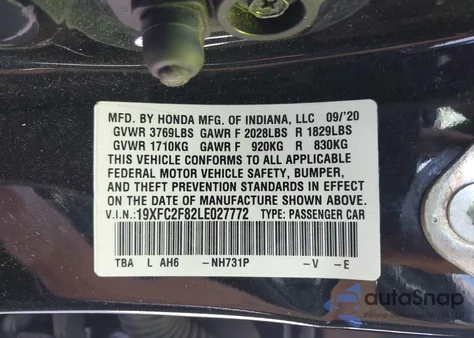 MFD. BY HONDA MFG. OF INDIANA, LLC 09/'20
GVWR 3769LBS GAWR F 2028LBS R 1829LBS
GVWR 1710KG GAWR F 920KG R 830KG
THIS VEHICLE CONFORMS TO ALL APPLICABLE
FEDERAL MOTOR VEHICLE SAFETY, BUMPER,
AND THEFT PREVENTION STANDARDS IN EFFECT
ON THE DATE OF MANUFACTURE SHOWN ABOVE.
V.I.N.:19XFC2F82LE027772 TYPE: PASSENGER CAR
TBA L AH6 -NH731P -V -E
autoSnap